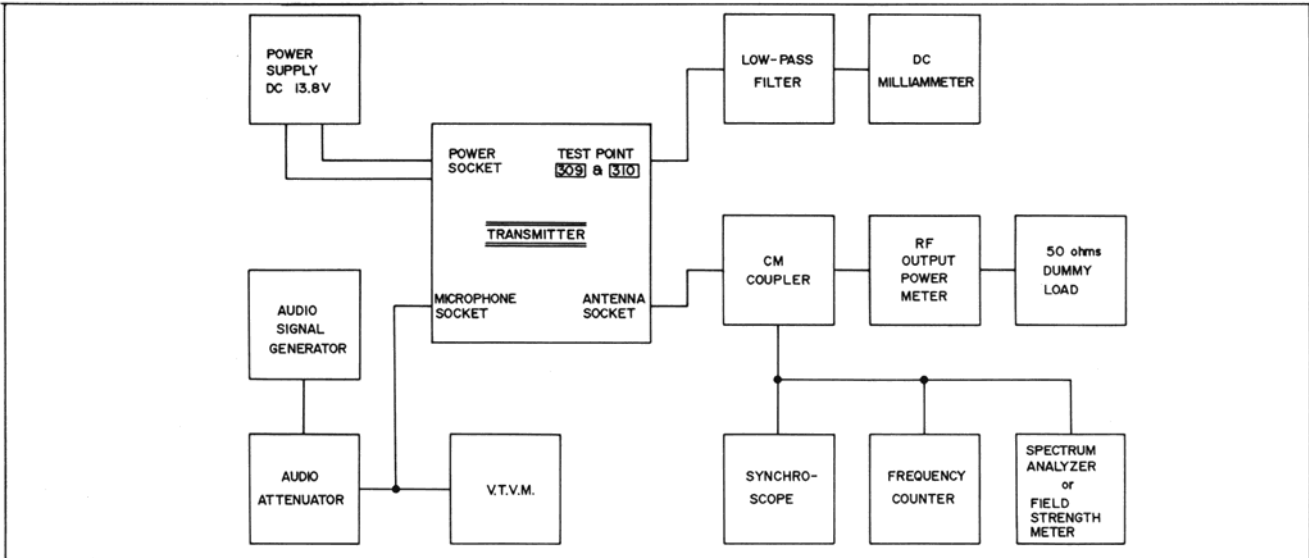 POWER
SUPPLY
DC 13.8V
LOW-PASS
FILTER
DC
MILLIAMMETER
POWER
SOCKET
TEST POINT
309 & 310
TRANSMITTER
MICROPHONE
SOCKET
ANTENNA
SOCKET
CM
COUPLER
RF
OUTPUT
POWER
METER
50 ohms
DUMMY
LOAD
AUDIO
SIGNAL
GENERATOR
AUDIO
ATTENUATOR
V.T.V.M.
SYNCHRO-
SCOPE
FREQUENCY
COUNTER
SPECTRUM
ANALYZER
or
FIELD
STRENGTH
METER